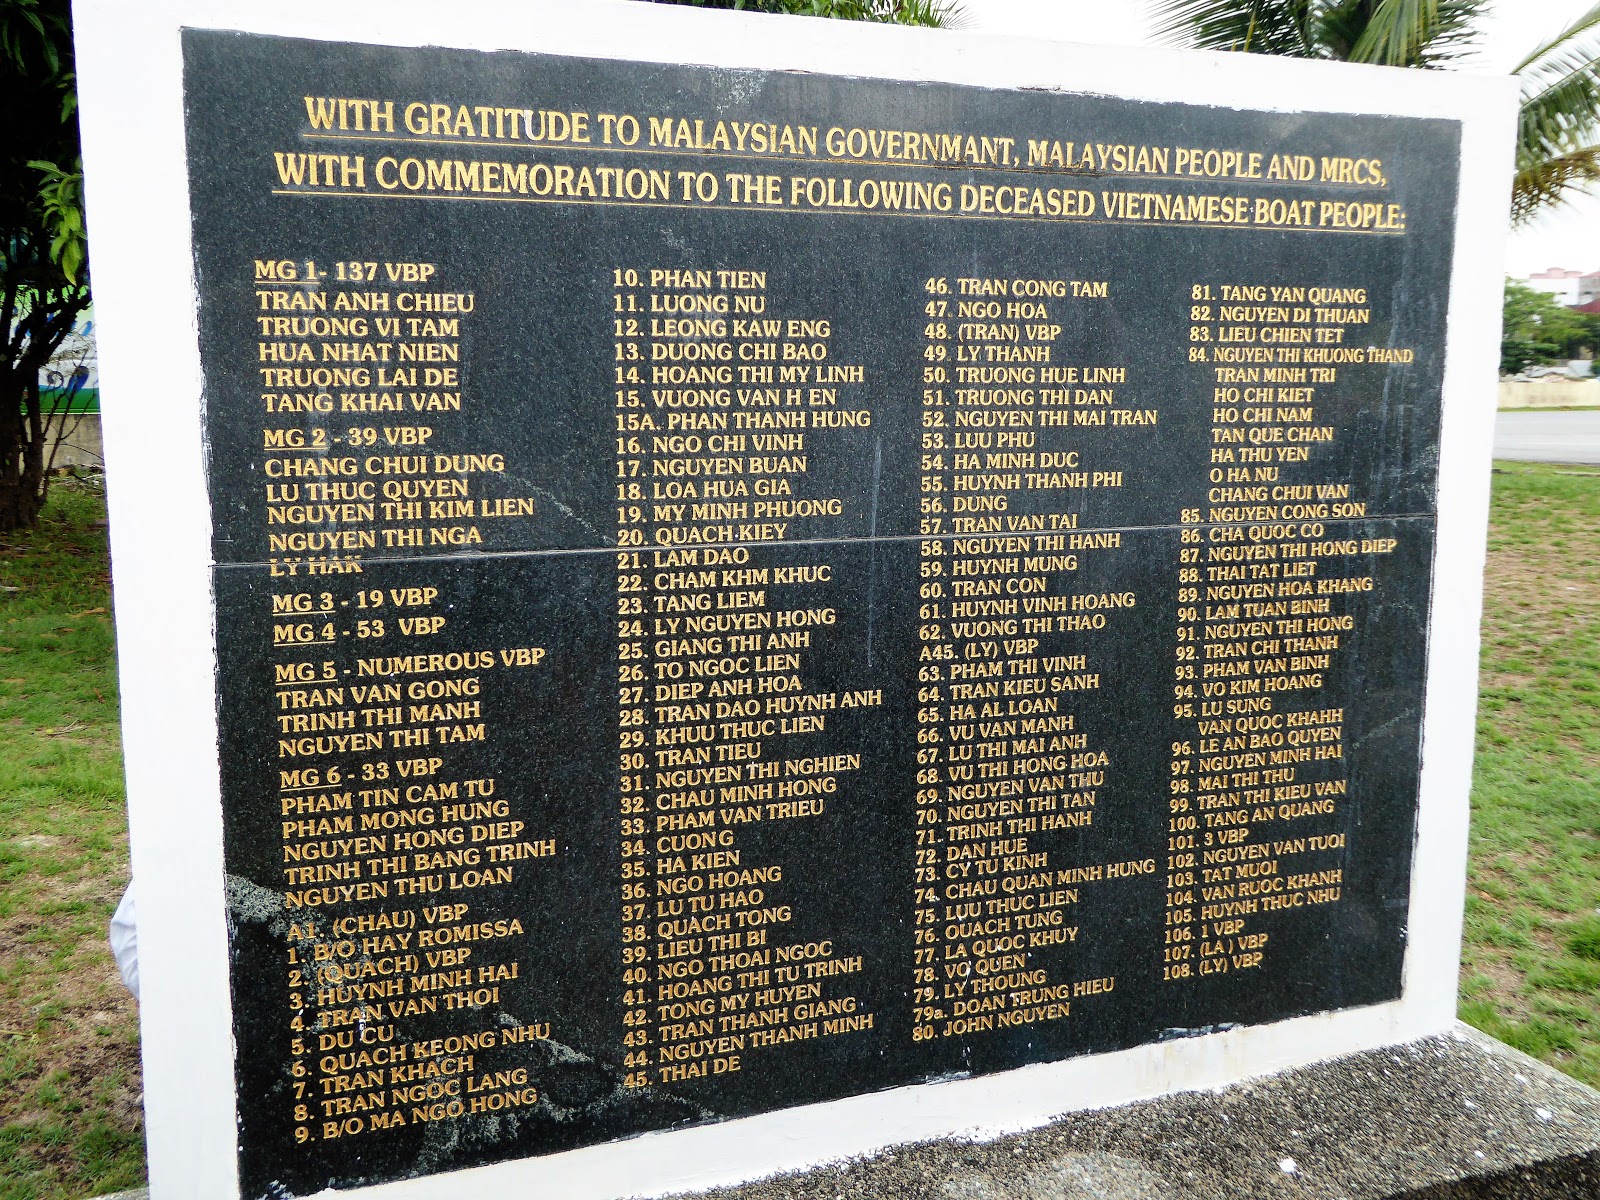 WITH GRATITUDE TO MALAYSIAN GOVERNMANT, MALAYSIAN PEOPLE AND MRCS,
WITH COMMEMORATION TO THE FOLLOWING DECEASED VIETNAMESE BOAT PEOPLE:
MG 1- 137 VBP
TRAN ANH CHIEU
TRUONG VI TAM
HUA NHAT NIEN
TRUONG LAI DE
TANG KHAI VAN
MG 2 - 39 VBP
CHANG CHUI DUNG
LU THUC QUYEN
NGUYEN THI KIM LIEN
NGUYEN THI NGA
LY HAK
MG 3 - 19 VBP
MG 4 - 53 VBP
MG 5 - NUMEROUS VBP
TRAN VAN GONG
TRINH THI MANH
NGUYEN THI TAM
MG 6 - 33 VBP
PHAM TIN CAM TU
PHAM MONG HUNG
NGUYEN HONG DIEP
TRINH THI BANG TRINH
NGUYEN THU LOAN
A1. (CHAU) VBP
1. B/O HAY ROMISSA
2. (QUACH) VBP
3. HUYNH MINH HAI
4. TRAN VAN THOI
5. DU CU
6. QUACH KEONG NHU
7. TRAN KHACH
8. TRAN NGOC LANG
9. B/O MA NGO HONG
10. PHAN TIEN
11. LUONG NU
12. LEONG KAW ENG
13. DUONG CHI BAO
14. HOANG THI MY LINH
15. VUONG VAN H EN
15A. PHAN THANH HUNG
16. NGO CHI VINH
17. NGUYEN BUAN
18. LOA HUA GIA
19. MY MINH PHUONG
20. QUACH KIEY
21. LAM DAO
22. CHAM KHM KHUC
23. TANG LIEM
24. LY NGUYEN HONG
25. GIANG THI ANH
26. TO NGOC LIEN
27. DIEP ANH HOA
28. TRAN DAO HUYNH ANH
29. KHUU THUC LIEN
30. TRAN TIEU
31. NGUYEN THI NGHIEN
32. CHAU MINH HONG
33. PHAM VAN TRIEU
34. CUONG
35. HA KIEN
36. NGO HOANG
37. LU TU HAO
38. QUACH TONG
39. LIEU THI BI
40. NGO THOAI NGOC
41. HOANG THI TU TRINH
42. TONG MY HUYEN
43. TRAN THANH GIANG
44. NGUYEN THANH MINH
45. THAI DE
46. TRAN CONG TAM
47. NGO HOA
48. (TRAN) VBP
49. LY THANH
50. TRUONG HUE LINH
51. TRUONG THI DAN
52. NGUYEN THI MAI TRAN
53. LUU PHU
54. HA MINH DUC
55. HUYNH THANH PHI
56. DUNG
57. TRAN VAN TAI
58. NGUYEN THI HANH
59. HUYNH MUNG
60. TRAN CON
61. HUYNH VINH HOANG
62. VUONG THI THAO
A45. (LY) VBP
63. PHAM THI VINH
64. TRAN KIEU SANH
65. HA AL LOAN
66. VU VAN MANH
67. LU THI MAI ANH
68. VU THI HONG HOA
69. NGUYEN VAN THU
70. NGUYEN THI TAN
71. TRINH THI HANH
72. DAN HUE
73. CY TU KINH
74. CHAU QUAN MINH HUNG
75. LUU THUC LIEN
76. OUACH TUNG
77. LA QUOC KHUY
78. VO QUEN
79. LY THOUNG
79a. DOAN TRUNG HIEU
80. JOHN NGUYEN
81. TANG YAN QUANG
82. NGUYEN DI THUAN
83. LIEU CHIEN TET
84. NGUYEN THI KHUONG THAND
TRAN MINH TRI
HO CHI KIET
HO CHI NAM
TAN QUE CHAN
HA THU YEN
O HA NU
CHANG CHUI VAN
85. NGUYEN CONG SON
86. CHA QUOC CO
87. NGUYEN THI HONG DIEP
88. THAI TAT LIET
89. NGUYEN HOA KHANG
90. LAM TUAN BINH
91. NGUYEN THI HONG
92. TRAN CHI THANH
93. PHAM VAN BINH
94. VO KIM HOANG
95. LU SUNG
VAN QUOC KHAHH
96. LE AN BAO QUYEN
97. NGUYEN MINH HAI
98. MAI THI THU
99. TRAN THI KIEU VAN
100. TANG AN QUANG
101. 3 VBP
102. NGUYEN VAN TUOI
103. TAT MUOI
104. VAN RUOC KHANH
105. HUYNH THUC NHU
106. 1 VBP
107. (LA ) VBP
108. (LY) VBP